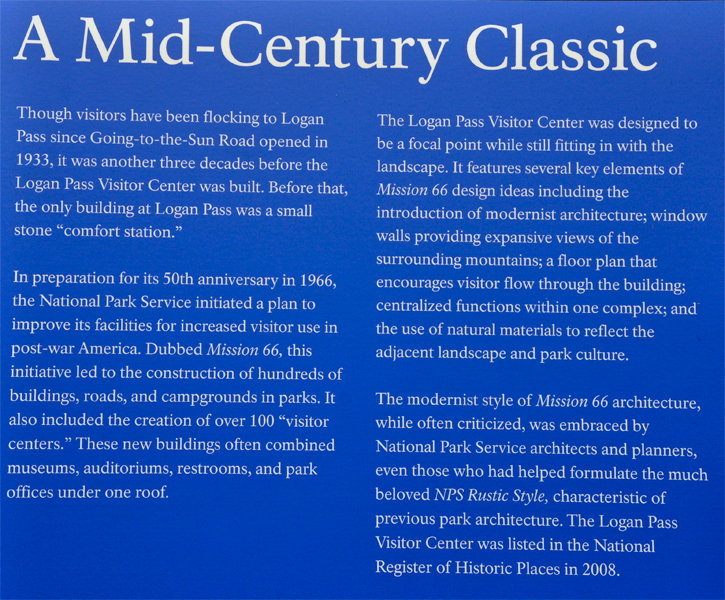 A Mid-Century Classic
Though visitors have been flocking to Logan
Pass since Going-to-the-Sun Road opened in
1933, it was another three decades before the
Logan Pass Visitor Center was built. Before that,
the only building at Logan Pass was a small
stone “comfort station.”
In preparation for its 50th anniversary in 1966,
the National Park Service initiated a plan to
improve its facilities for increased visitor use in
post-war America. Dubbed Mission 66, this
initiative led to the construction of hundreds of
buildings, roads, and campgrounds in parks. It
also included the creation of over 100 “visitor
centers.” These new buildings often combined
museums, auditoriums, restrooms, and park
offices under one roof.
The Logan Pass Visitor Center was designed to
be a focal point while still fitting in with the
landscape. It features several key elements of
Mission 66 design ideas including the
introduction of modernist architecture; window
walls providing expansive views of the
surrounding mountains; a floor plan that
encourages visitor flow through the building;
centralized functions within one complex; and
the use of natural materials to reflect the
adjacent landscape and park culture.
The modernist style of Mission 66 architecture,
while often criticized, was embraced by
National Park Service architects and planners,
even those who had helped formulate the much
beloved NPS Rustic Style, characteristic of
previous park architecture. The Logan Pass
Visitor Center was listed in the National
Register of Historic Places in 2008.